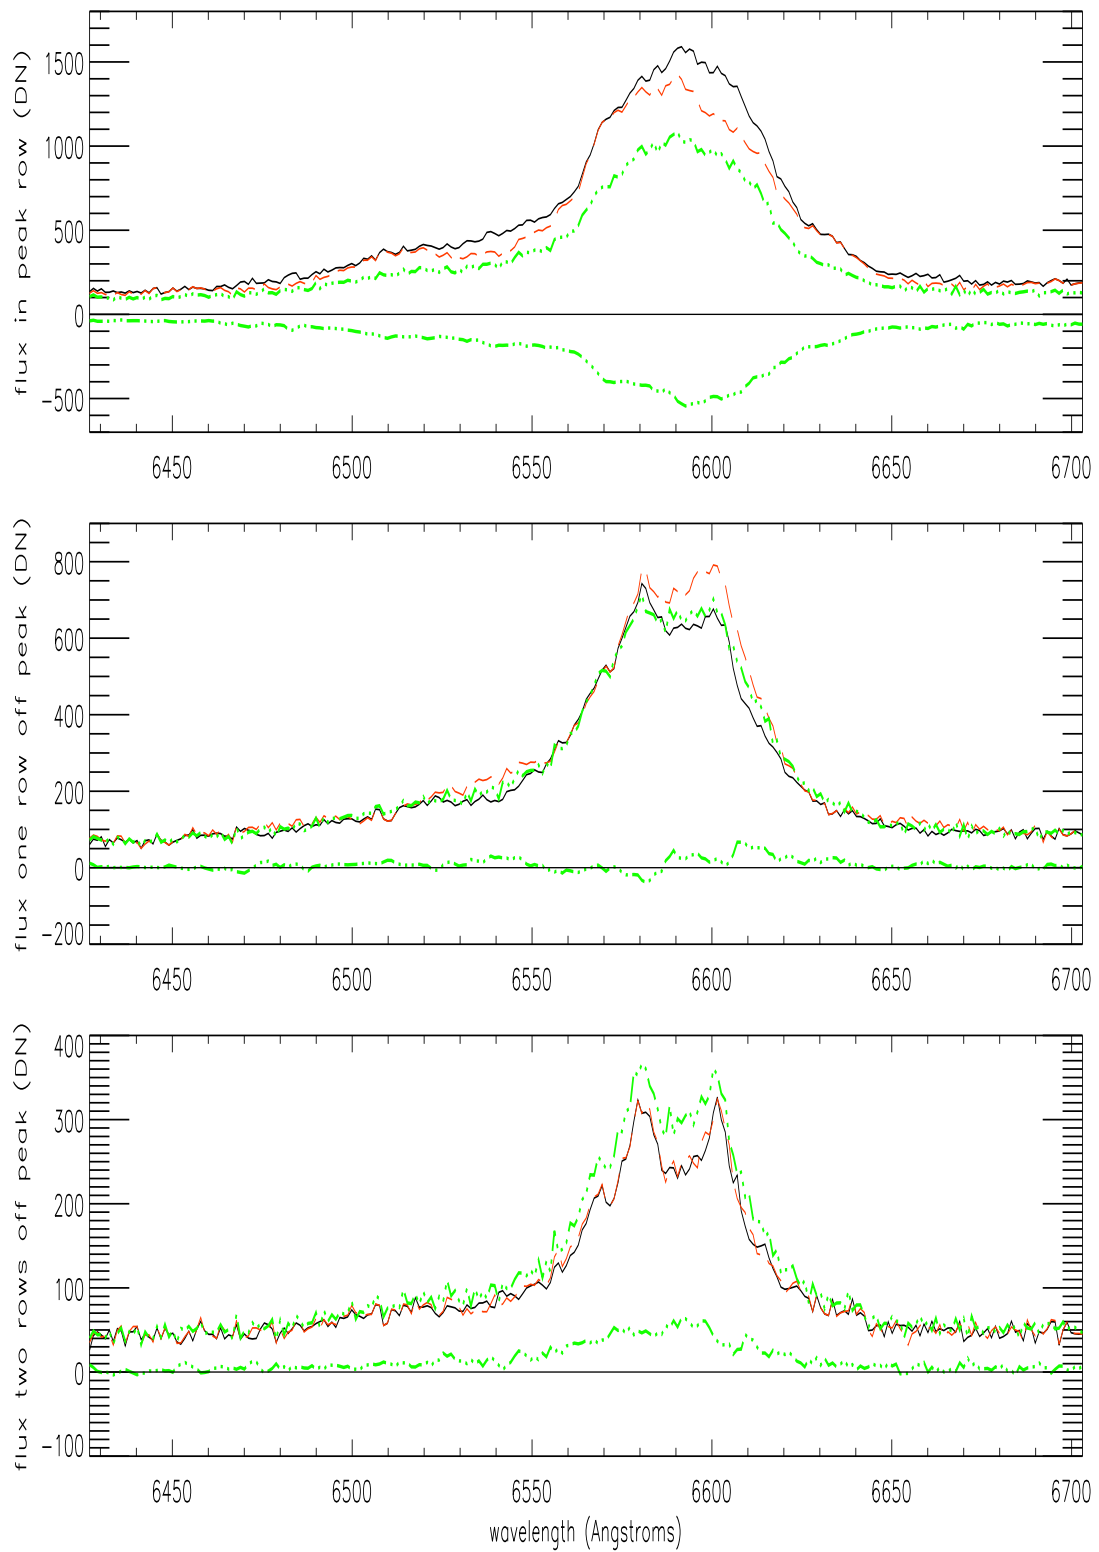 flux in peak row (DN)
1500
1000
500
0
−500
6450 6500 6550 6600 6650 6700
flux one row off peak (DN)
800
600
400
200
0
−200
6450 6500 6550 6600 6650 6700
flux two rows off peak (DN)
400
300
200
100
0
−100
6450 6500 6550 6600 6650 6700
wavelength (Angstroms)